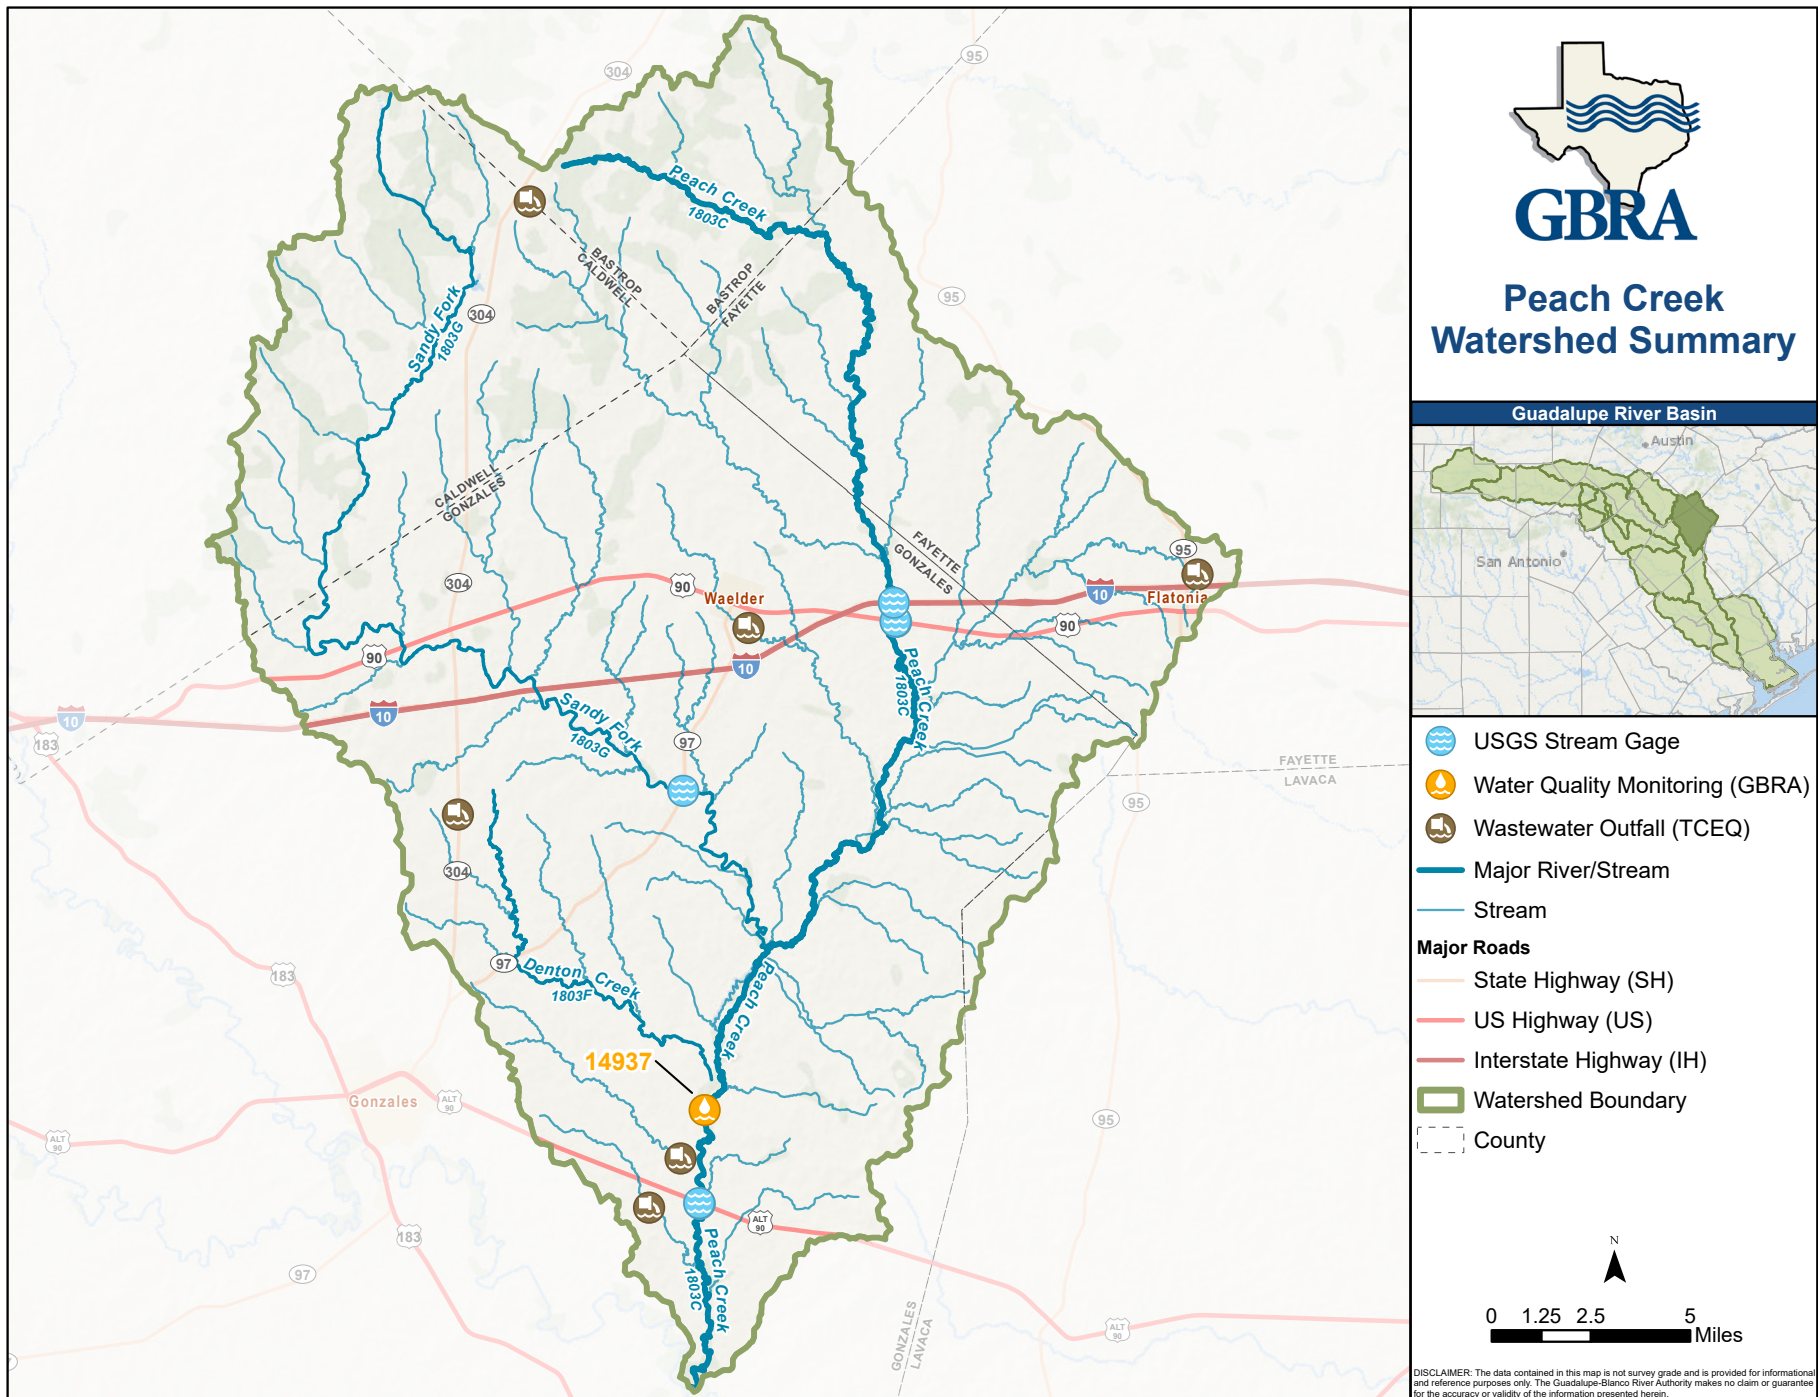 304
95
Peach Creek
1803C
BASTROP
CALDWELL
BASTROP
FAYETTE
95
Sandy Fork
1803G
304
CALDWELL
GONZALES
FAYETTE
GONZALES
95
304
90
Waelder
10
Flatonia
90
90
10
Peach Creek
1803C
10
10
183
Sandy Fork
1803G
97
FAYETTE
LAVACA
95
304
97
Denton Creek
1803F
183
Peach Creek
14937
Gonzales
ALT
90
ALT
90
95
ALT
90
183
97
Peach Creek
1803C
GONZALES
LAVACA
ALT
90
GBRA
Peach Creek
Watershed Summary
Guadalupe River Basin
Austin
San Antonio
USGS Stream Gage
Water Quality Monitoring (GBRA)
Wastewater Outfall (TCEQ)
Major River/Stream
Stream
Major Roads
State Highway (SH)
US Highway (US)
Interstate Highway (IH)
Watershed Boundary
County
N
0 1.25 2.5 5
Miles
DISCLAIMER: The data contained in this map is not survey grade and is provided for informational
and reference purposes only. The Guadalupe-Blanco River Authority makes no claim or guarantee
for the accuracy or validity of the information presented herein.